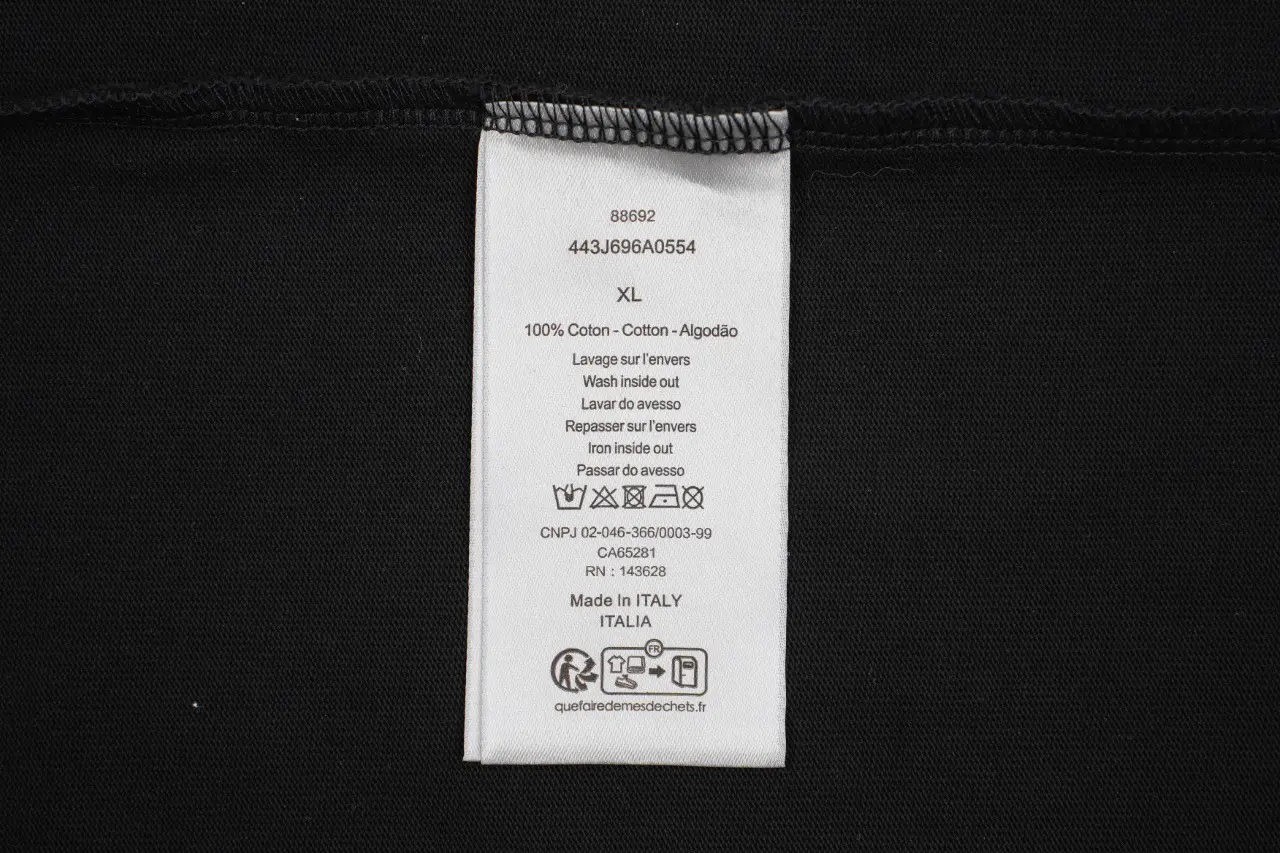 88692
443J696A0554
XL
100% Coton - Cotton - Algodão
Lavage sur l'envers
Wash inside out
Lavar do avesso
Repasser sur l'envers
Iron inside out
Passar do avesso
CNPJ 02-046-366/0003-99
CA65281
RN : 143628
Made In ITALY
ITALIA
FR
quefairedemesdechets.fr